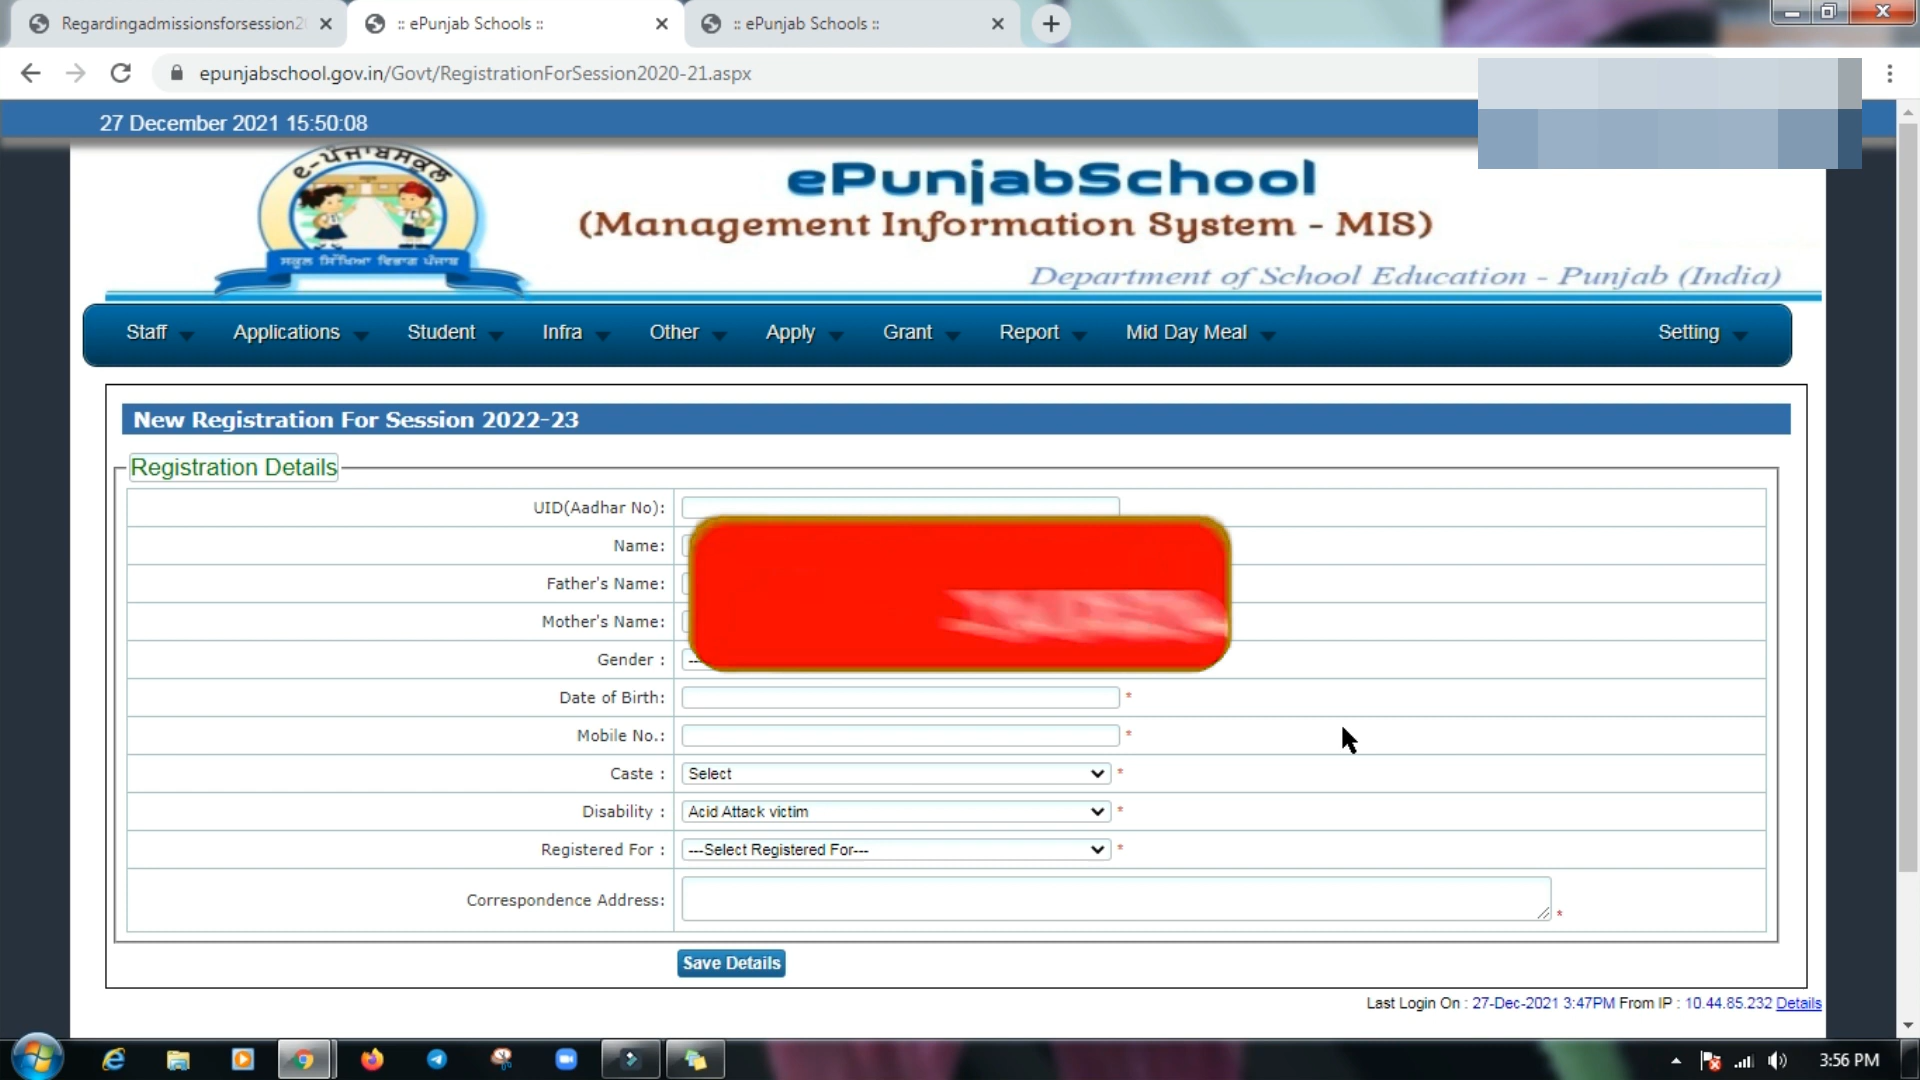 Regardingadmissionsforsession2
:: ePunjab Schools ::
:: ePunjab Schools ::
epunjabschool.gov.in/Govt/RegistrationForSession2020-21.aspx
27 December 2021 15:50:08
e-ਪੰਜਾਬਸਕੂਲ
ਸਕੂਲ ਸਿੱਖਿਆ ਵਿਭਾਗ ਪੰਜਾਬ
ePunjabSchool
(Management Information System - MIS)
Department of School Education - Punjab (India)
Staff Applications Student Infra Other Apply Grant Report Mid Day Meal Setting
New Registration For Session 2022-23
Registration Details
UID(Aadhar No):
Name:
Father's Name:
Mother's Name:
Gender :
Date of Birth: *
Mobile No.: *
Caste : Select *
Disability : Acid Attack victim *
Registered For : ---Select Registered For--- *
Correspondence Address: *
Save Details
Last Login On : 27-Dec-2021 3:47PM From IP : 10.44.85.232 Details
3:56 PM